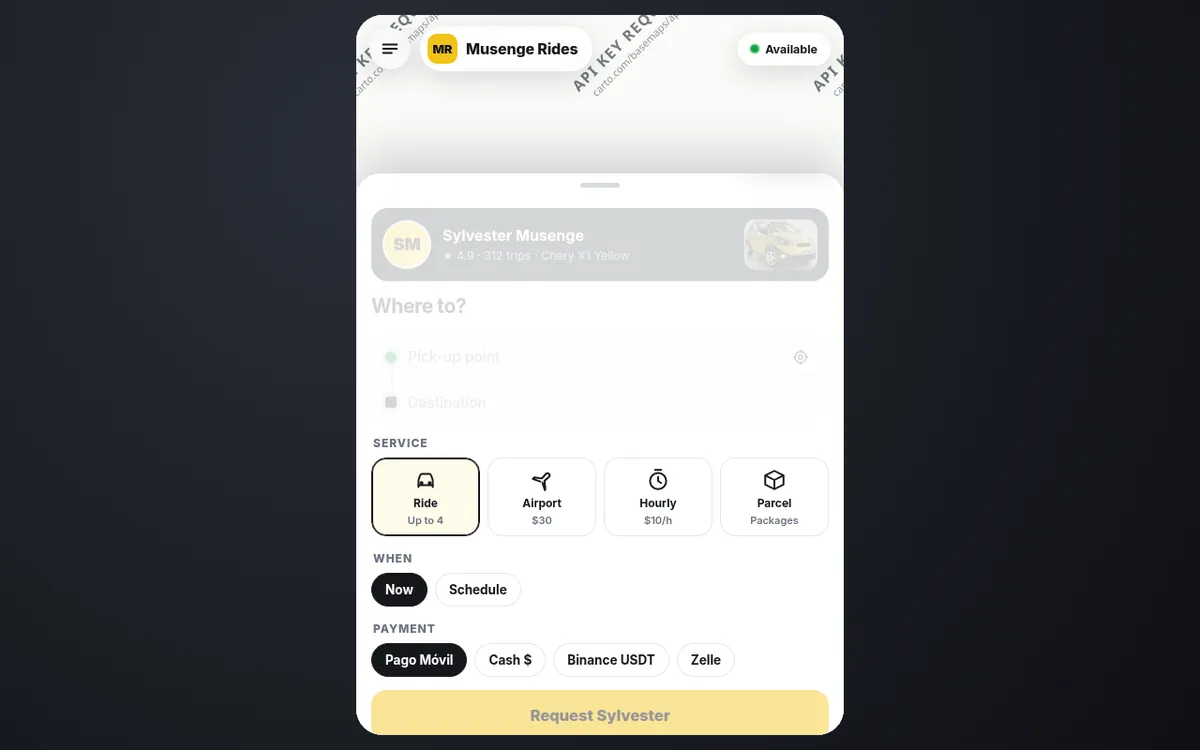 API KEY REQU
carto.com/basemaps/ap
MR
Musenge Rides
Available
SM
Sylvester Musenge
★ 4.9 · 312 trips · Chery X1 Yellow
Where to?
Pick-up point
Destination
SERVICE
Ride
Up to 4
Airport
$30
Hourly
$10/h
Parcel
Packages
WHEN
Now
Schedule
PAYMENT
Pago Móvil
Cash $
Binance USDT
Zelle
Request Sylvester